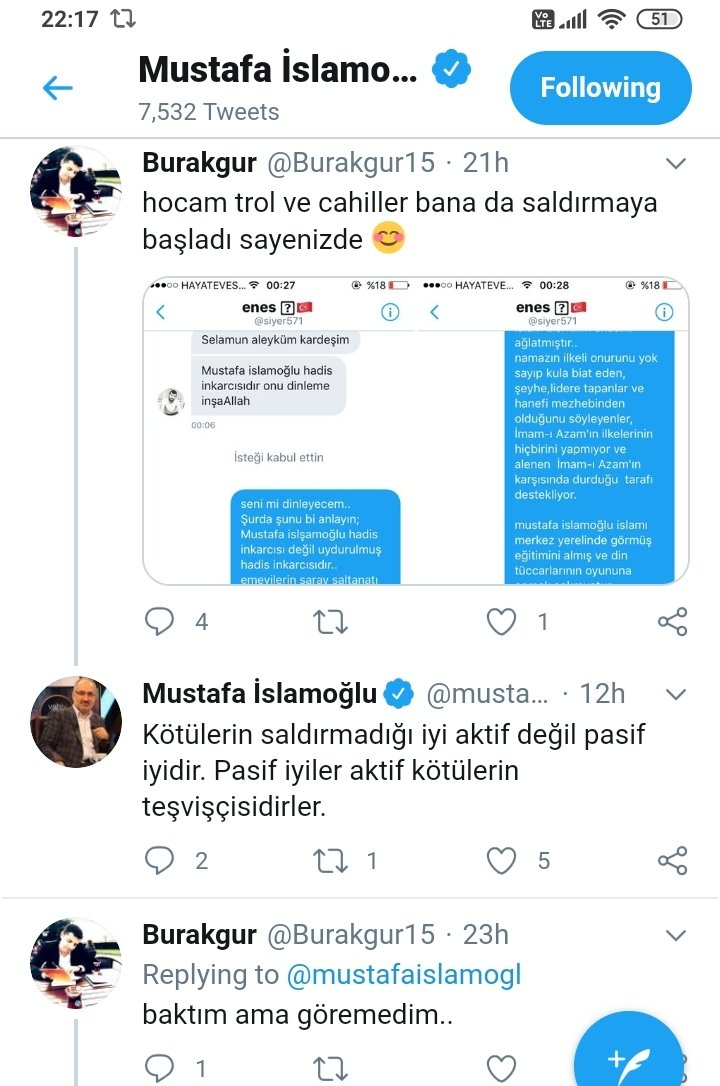 22:17
VoLTE
51
Mustafa İslamo...
Following
7,532 Tweets
Burakgur @Burakgur15 · 21h
hocam trol ve cahiller bana da saldırmaya
başladı sayenizde 😊
HAYATEVES... 00:27 %18
enes
@siyer571
Selamun aleyküm kardeşim
Mustafa islamoğlu hadis
inkarcısıdır onu dinleme
inşaAllah
00:06
İsteği kabul ettin
seni mi dinleyecem..
Şurda şunu bi anlayın;
Mustafa islşamoğlu hadis
inkarcısı değil uydurulmuş
hadis inkarcısıdır..
emevilerin saray saltanatı
HAYATEVE... 00:28 %18
enes
@siyer571
ağlatmıştır..
namazın ilkeli onurunu yok
sayıp kula biat eden,
şeyhe,lidere tapanlar ve
hanefi mezhebinden
olduğunu söyleyenler,
İmam-ı Azam'ın ilkelerinin
hiçbirini yapmıyor ve
alenen İmam-ı Azam'ın
karşısında durduğu tarafı
destekliyor.
mustafa islamoğlu islamı
merkez yerelinde görmüş
eğitimini almış ve din
tüccarlarının oyununa
4
1
Mustafa İslamoğlu @musta... · 12h
Kötülerin saldırmadığı iyi aktif değil pasif
iyidir. Pasif iyiler aktif kötülerin
teşvişçisidirler.
2
1
5
Burakgur @Burakgur15 · 23h
Replying to @mustafaislamogl
baktım ama göremedim..
1